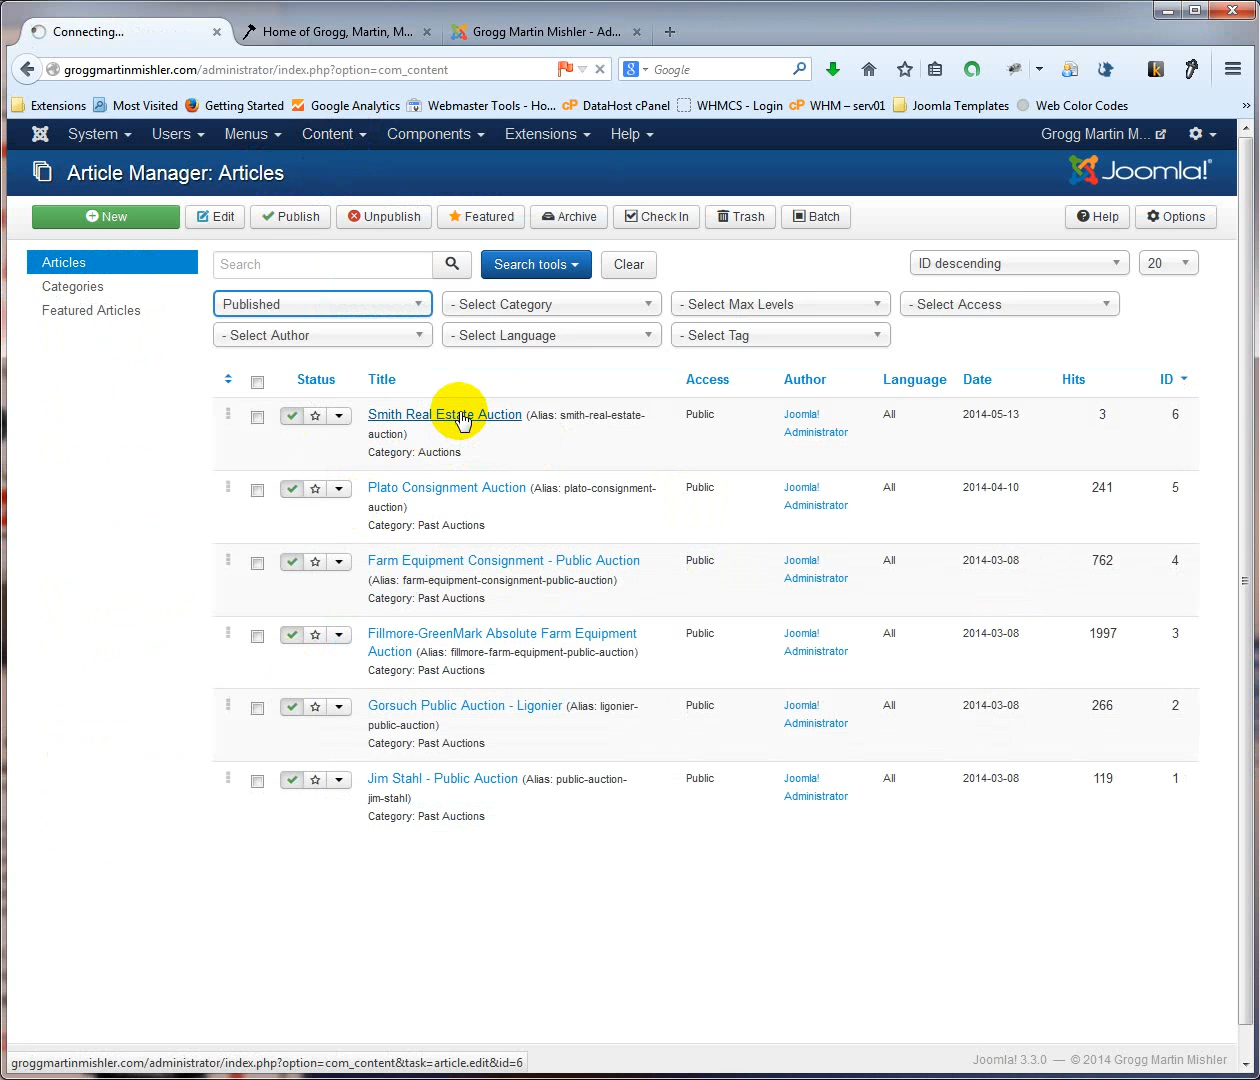 Connecting...
Home of Grogg, Martin, M...
Grogg Martin Mishler - Ad...
groggmartinmishler.com/administrator/index.php?option=com_content
Google
Extensions
Most Visited
Getting Started
Google Analytics
Webmaster Tools - Ho...
cP DataHost cPanel
WHMCS - Login
cP WHM – serv01
Joomla Templates
Web Color Codes
»
System
Users
Menus
Content
Components
Extensions
Help
Grogg Martin M...
Article Manager: Articles
Joomla!
New
Edit
Publish
Unpublish
Featured
Archive
Check In
Trash
Batch
Help
Options
Articles
Categories
Featured Articles
Search
Search tools
Clear
ID descending
20
Published
- Select Category
- Select Max Levels
- Select Access
- Select Author
- Select Language
- Select Tag
Status
Title
Access
Author
Language
Date
Hits
ID
Smith Real Estate Auction (Alias: smith-real-estate-
auction)
Category: Auctions
Public
Joomla!
Administrator
All
2014-05-13
3
6
Plato Consignment Auction (Alias: plato-consignment-
auction)
Category: Past Auctions
Public
Joomla!
Administrator
All
2014-04-10
241
5
Farm Equipment Consignment - Public Auction
(Alias: farm-equipment-consignment-public-auction)
Category: Past Auctions
Public
Joomla!
Administrator
All
2014-03-08
762
4
Fillmore-GreenMark Absolute Farm Equipment
Auction (Alias: fillmore-farm-equipment-public-auction)
Category: Past Auctions
Public
Joomla!
Administrator
All
2014-03-08
1997
3
Gorsuch Public Auction - Ligonier (Alias: ligonier-
public-auction)
Category: Past Auctions
Public
Joomla!
Administrator
All
2014-03-08
266
2
Jim Stahl - Public Auction (Alias: public-auction-
jim-stahl)
Category: Past Auctions
Public
Joomla!
Administrator
All
2014-03-08
119
1
groggmartinmishler.com/administrator/index.php?option=com_content&task=article.edit&id=6
Joomla! 3.3.0 — © 2014 Grogg Martin Mishler